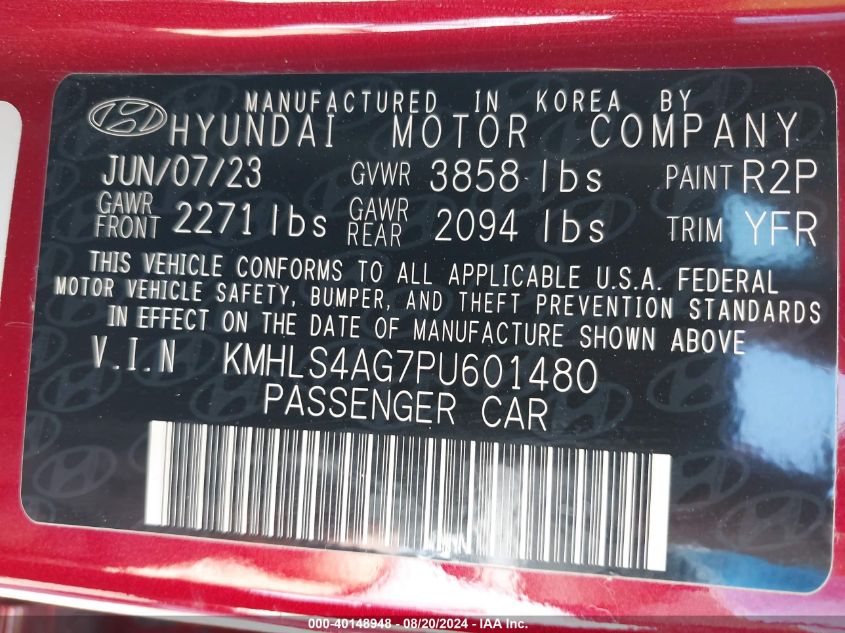 MANUFACTURED IN KOREA BY
HYUNDAI MOTOR COMPANY
JUN/07/23 GVWR 3858 lbs PAINT R2P
GAWR FRONT 2271 lbs GAWR REAR 2094 lbs TRIM YFR
THIS VEHICLE CONFORMS TO ALL APPLICABLE U.S.A. FEDERAL
MOTOR VEHICLE SAFETY, BUMPER, AND THEFT PREVENTION STANDARDS
IN EFFECT ON THE DATE OF MANUFACTURE SHOWN ABOVE
V.I.N KMHLS4AG7PU601480
PASSENGER CAR
000-40148948 - 08/20/2024 - IAA Inc.